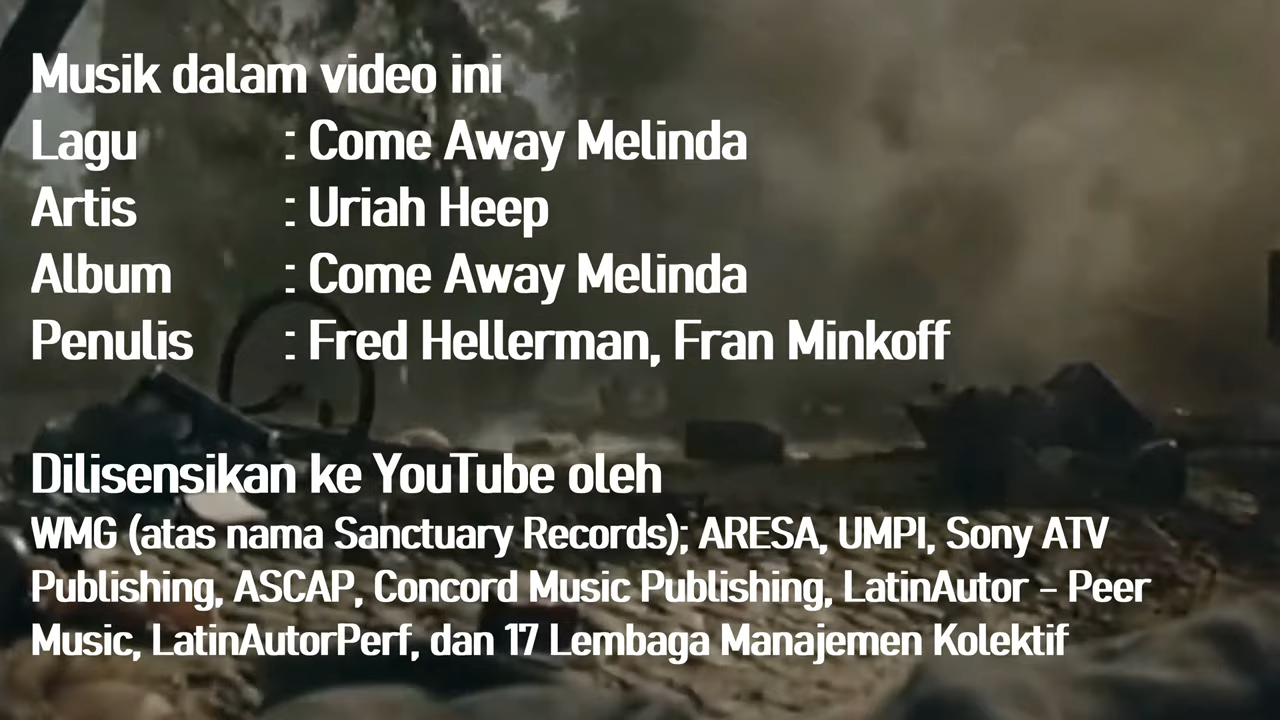 Musik dalam video ini
Lagu : Come Away Melinda
Artis : Uriah Heep
Album : Come Away Melinda
Penulis : Fred Hellerman, Fran Minkoff
Dilisensikan ke YouTube oleh
WMG (atas nama Sanctuary Records); ARESA, UMPI, Sony ATV
Publishing, ASCAP, Concord Music Publishing, LatinAutor - Peer
Music, LatinAutorPerf, dan 17 Lembaga Manajemen Kolektif